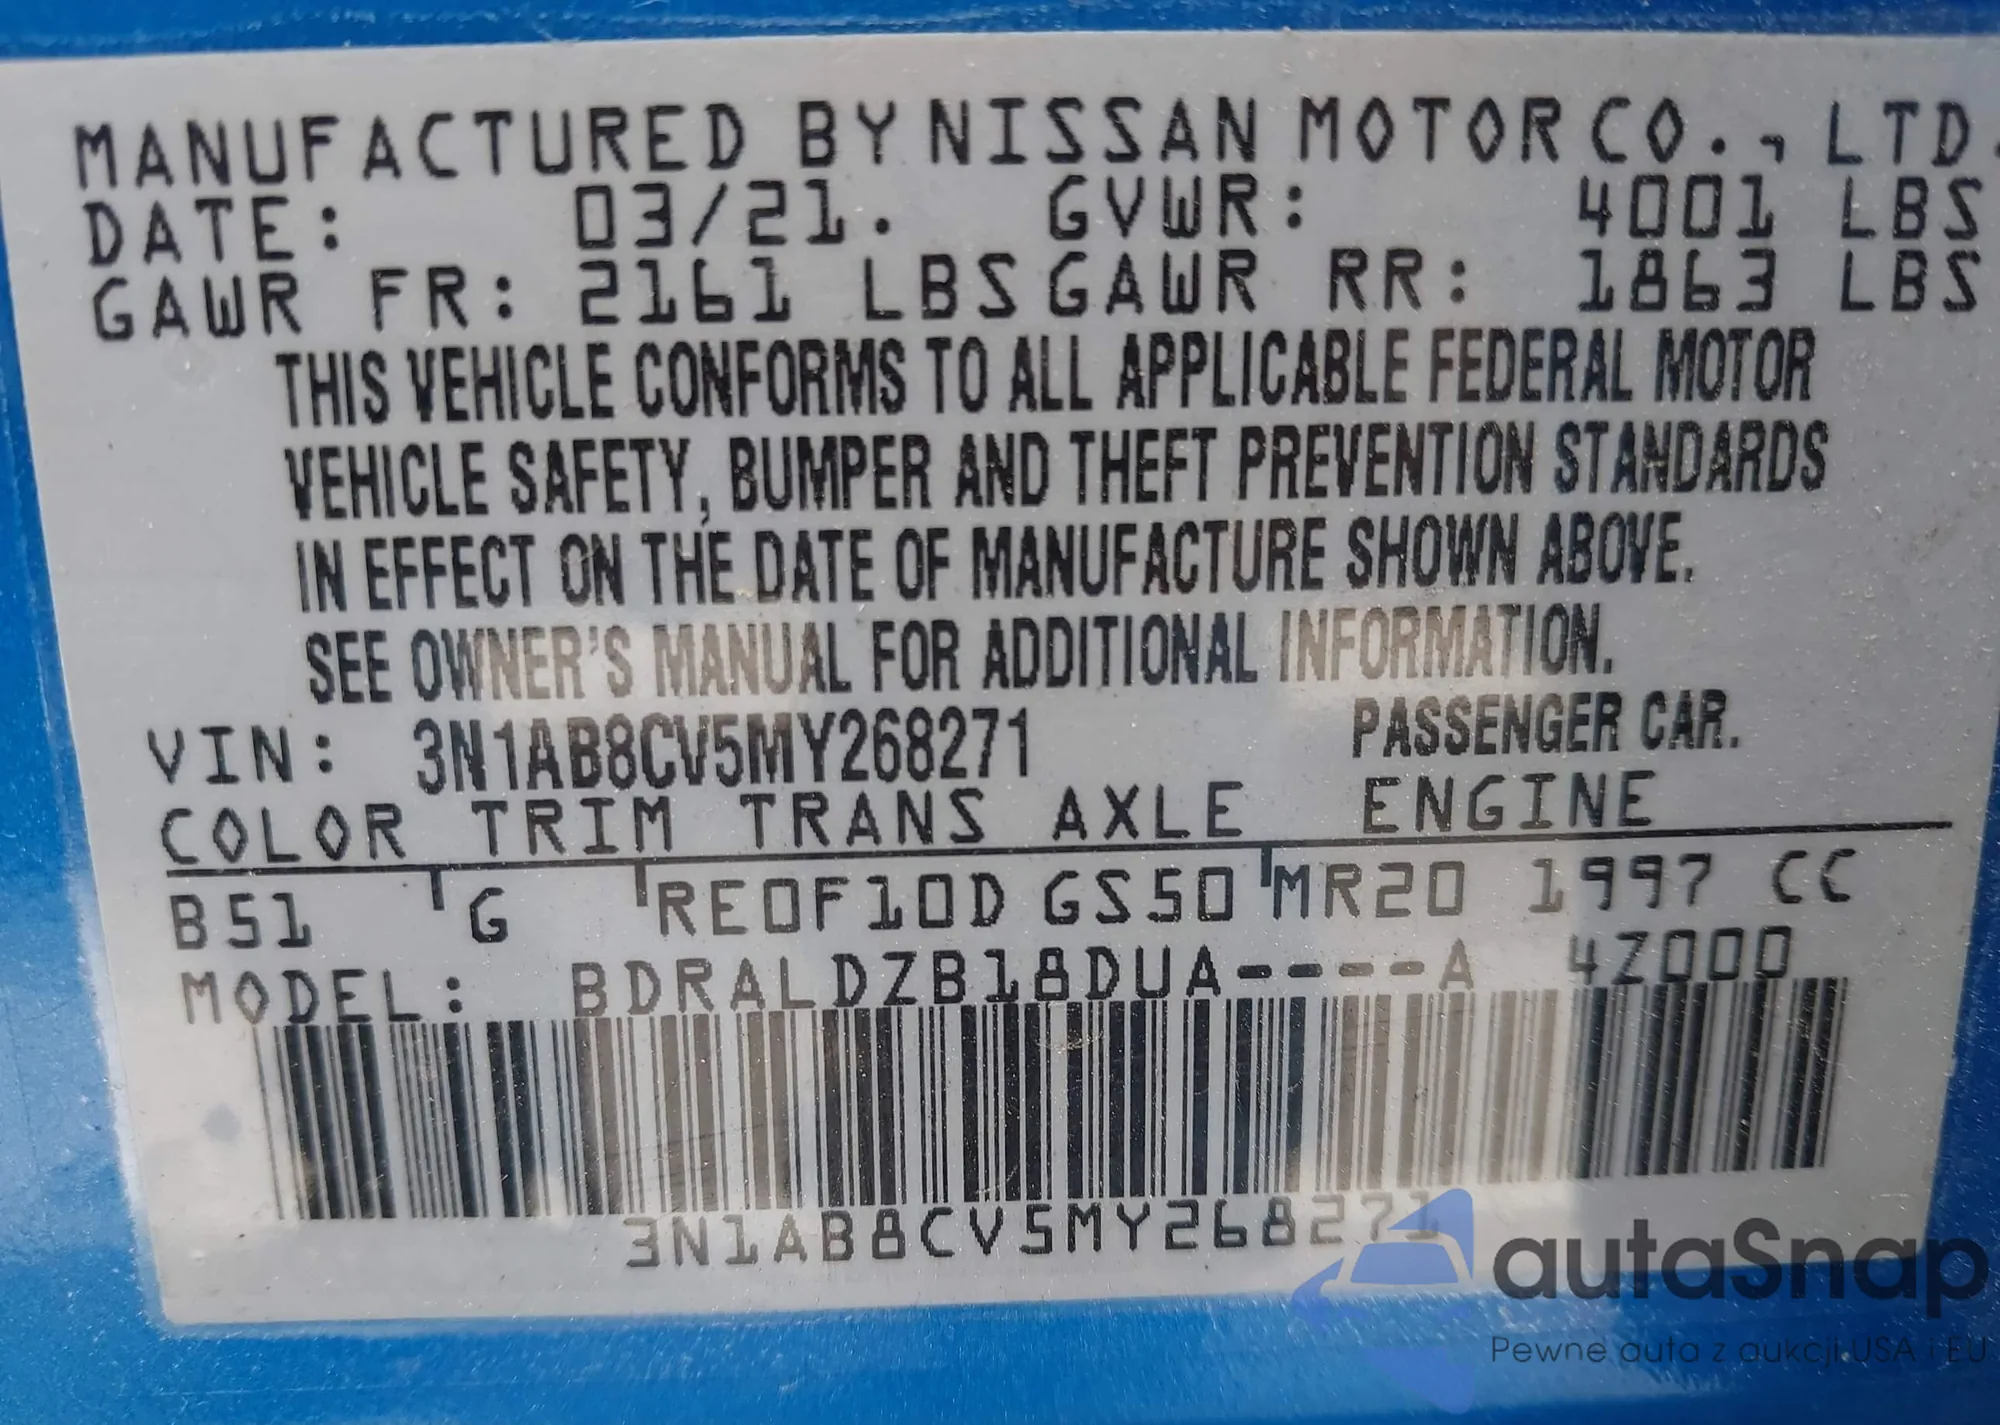 MANUFACTURED BY NISSAN MOTOR CO., LTD.
DATE: 03/21. GVWR: 4001 LBS
GAWR FR: 2161 LBS GAWR RR: 1863 LBS
THIS VEHICLE CONFORMS TO ALL APPLICABLE FEDERAL MOTOR
VEHICLE SAFETY, BUMPER AND THEFT PREVENTION STANDARDS
IN EFFECT ON THE DATE OF MANUFACTURE SHOWN ABOVE.
SEE OWNER'S MANUAL FOR ADDITIONAL INFORMATION.
VIN: 3N1AB8CV5MY268271 PASSENGER CAR.
COLOR TRIM TRANS AXLE ENGINE
B51 G RE0F10D GS50 MR20 1997 CC
MODEL: BDRALDZB18DUA----A 4Z000
3N1AB8CV5MY268271
autaSnap
Pewne auta z aukcji USA i EU